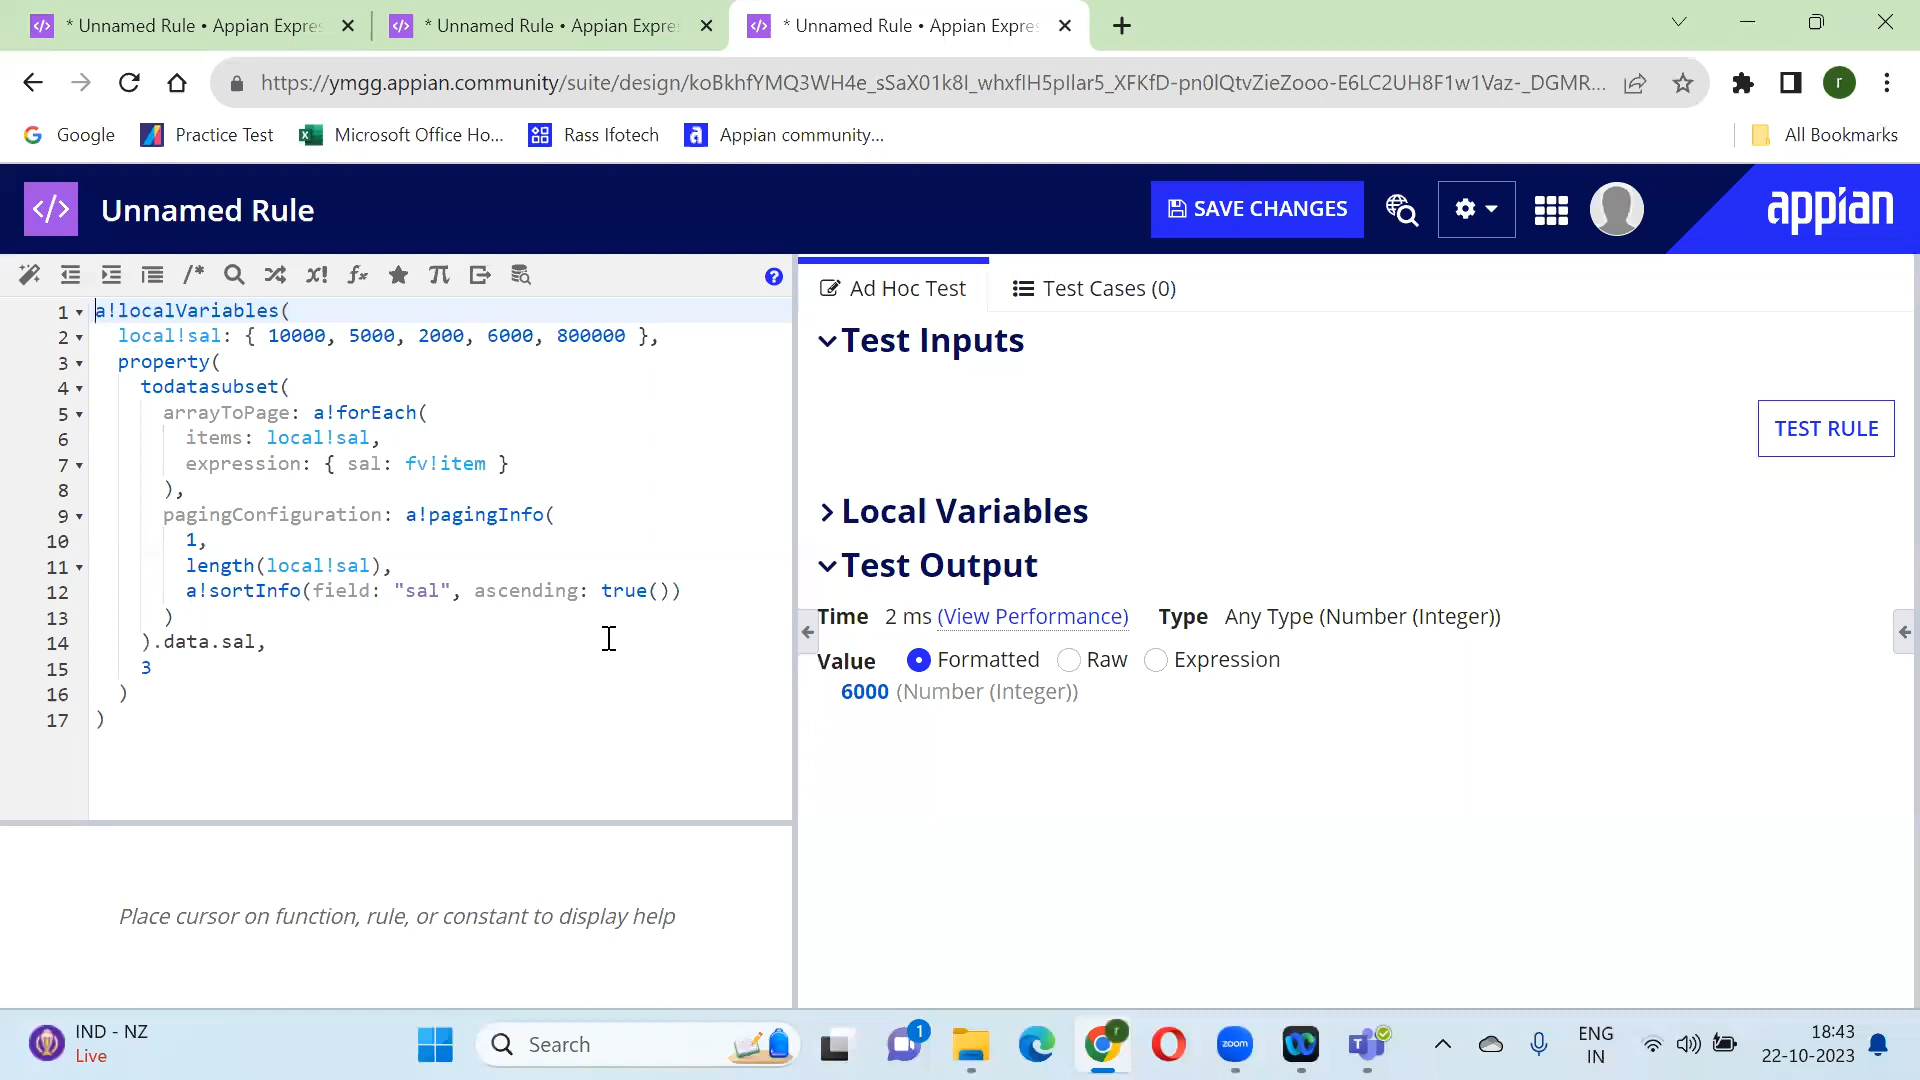 * Unnamed Rule • Appian Expre
* Unnamed Rule • Appian Expre
* Unnamed Rule • Appian Expre
https://ymgg.appian.community/suite/design/koBkhfYMQ3WH4e_sSaX01k8I_whxfIH5pIlar5_XFKfD-pn0lQtvZieZooo-E6LC2UH8F1w1Vaz-_DGMR...
r
Google
Practice Test
Microsoft Office Ho...
Rass Ifotech
Appian community...
All Bookmarks
Unnamed Rule
SAVE CHANGES
appian
1 a!localVariables(
2 local!sal: { 10000, 5000, 2000, 6000, 800000 },
3 property(
4 todatasubset(
5 arrayToPage: a!forEach(
6 items: local!sal,
7 expression: { sal: fv!item }
8 ),
9 pagingConfiguration: a!pagingInfo(
10 1,
11 length(local!sal),
12 a!sortInfo(field: "sal", ascending: true())
13 )
14 ).data.sal,
15 3
16 )
17 )
Place cursor on function, rule, or constant to display help
Ad Hoc Test
Test Cases (0)
Test Inputs
TEST RULE
Local Variables
Test Output
Time 2 ms (View Performance) Type Any Type (Number (Integer))
Value Formatted Raw Expression
6000 (Number (Integer))
IND - NZ
Live
Search
1
r
zoom
T
ENG
IN
18:43
22-10-2023